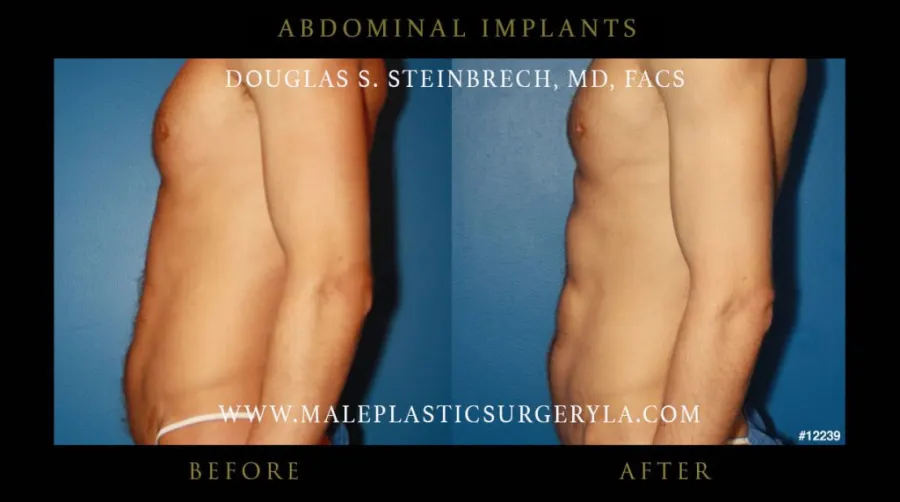 ABDOMINAL IMPLANTS
DOUGLAS S. STEINBRECH, MD, FACS
WWW.MALEPLASTICSURGERYLA.COM
#12239
BEFORE AFTER